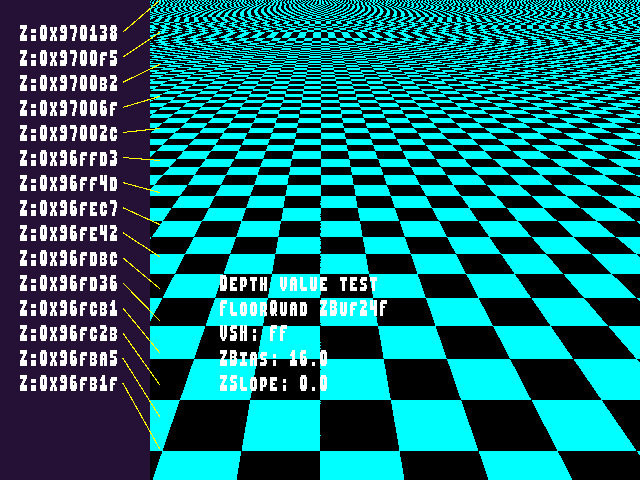 Z:0x970138
Z:0x9700f5
Z:0x9700b2
Z:0x97006f
Z:0x97002c
Z:0x96ffd3
Z:0x96ff4d
Z:0x96fec7
Z:0x96fe42
Z:0x96fdbc
Z:0x96fd36
Z:0x96fcb1
Z:0x96fc2b
Z:0x96fba5
Z:0x96fb1f
Depth value test
FloorQuad ZBuf24f
VSH: FF
ZBias: 16.0
ZSlope: 0.0